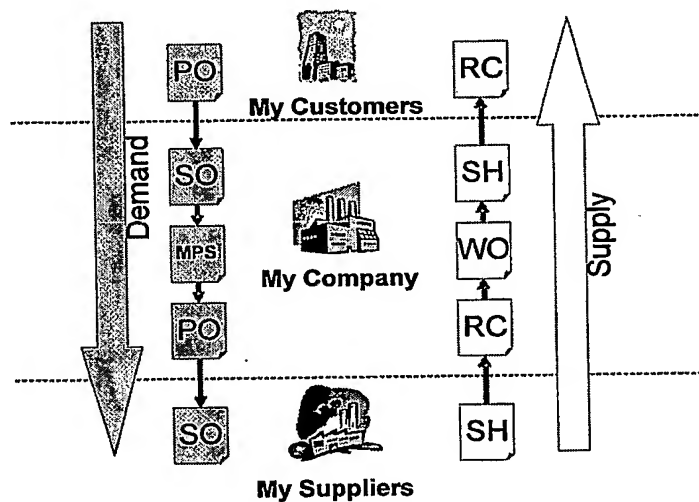 PO
RC
My Customers
Demand
SO
SH
MPS
WO
My Company
Supply
PO
RC
SO
SH
My Suppliers